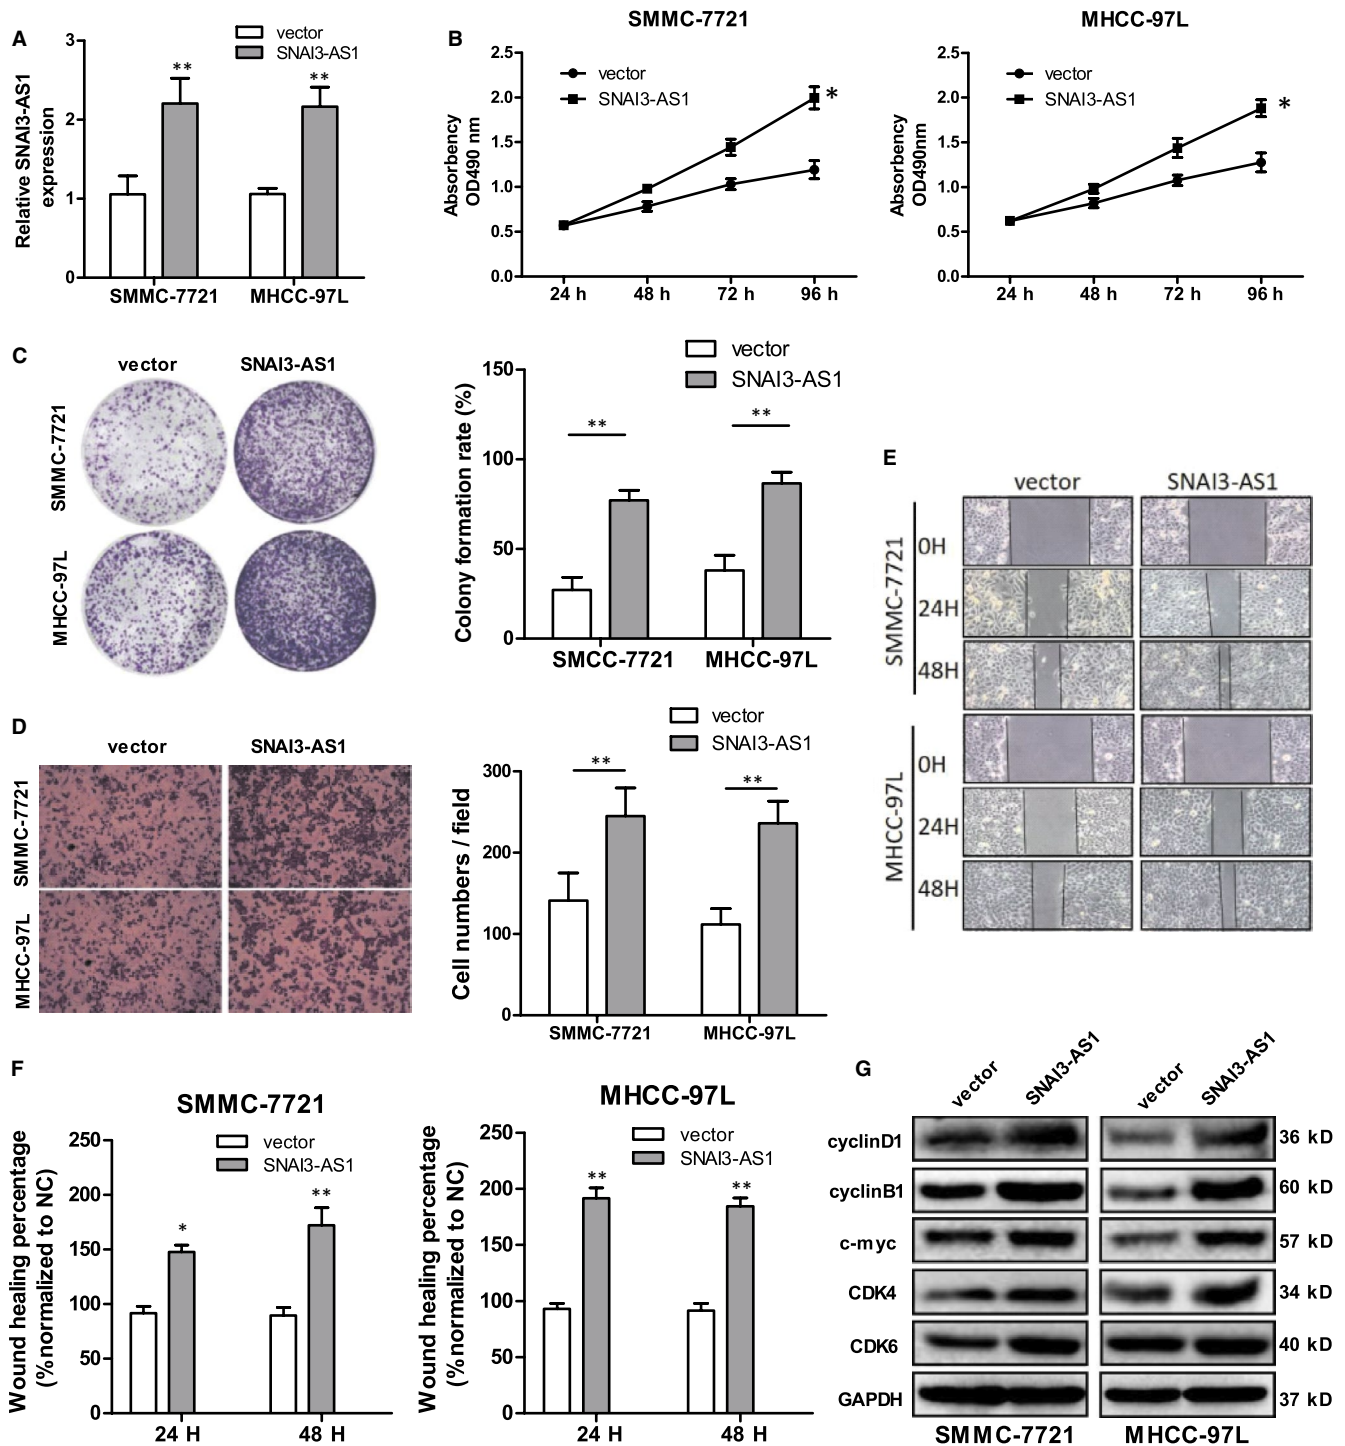 A
Relative SNAI3-AS1
expression
3
2
1
0
vector
SNAI3-AS1
**
**
SMMC-7721
MHCC-97L
B
SMMC-7721
Absorbency
OD490 nm
2.5
2.0
1.5
1.0
0.5
0.0
vector
SNAI3-AS1
*
24 h
48 h
72 h
96 h
MHCC-97L
Absorbency
OD490nm
2.5
2.0
1.5
1.0
0.5
0.0
vector
SNAI3-AS1
*
24 h
48 h
72 h
96 h
C
vector
SNAI3-AS1
SMMC-7721
MHCC-97L
Colony formation rate (%)
150
100
50
0
vector
SNAI3-AS1
**
**
SMCC-7721
MHCC-97L
D
vector
SNAI3-AS1
SMMC-7721
MHCC-97L
Cell numbers / field
300
200
100
0
vector
SNAI3-AS1
**
**
SMMC-7721
MHCC-97L
E
vector
SNAI3-AS1
SMMC-7721
0H
24H
48H
MHCC-97L
0H
24H
48H
F
SMMC-7721
Wound healing percentage
(%normalized to NC)
250
200
150
100
50
0
vector
SNAI3-AS1
*
**
24 H
48 H
MHCC-97L
Wound healing percentage
(%normalized to NC)
250
200
150
100
50
0
vector
SNAI3-AS1
**
**
24 H
48 H
G
vector
SNAI3-AS1
vector
SNAI3-AS1
cyclinD1
36 kD
cyclinB1
60 kD
c-myc
57 kD
CDK4
34 kD
CDK6
40 kD
GAPDH
37 kD
SMMC-7721
MHCC-97L